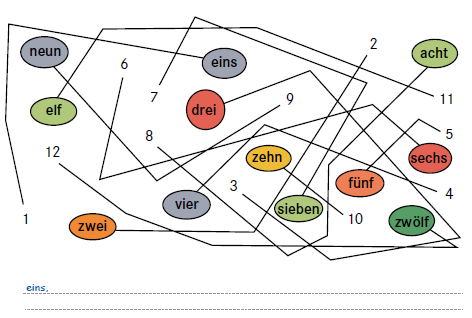 2
neun
acht
6
eins
7
9
11
elf
drei
5
8
12
zehn
sechs
fünf
3
4
vier
sieben
1
10
zwei
zwölf
eins,